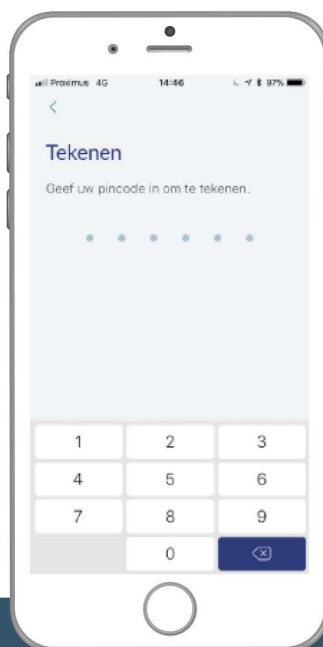 Proximus 4G 14:46 97%
Tekenen
Geef uw pincode in om te tekenen.
1 2 3
4 5 6
7 8 9
0